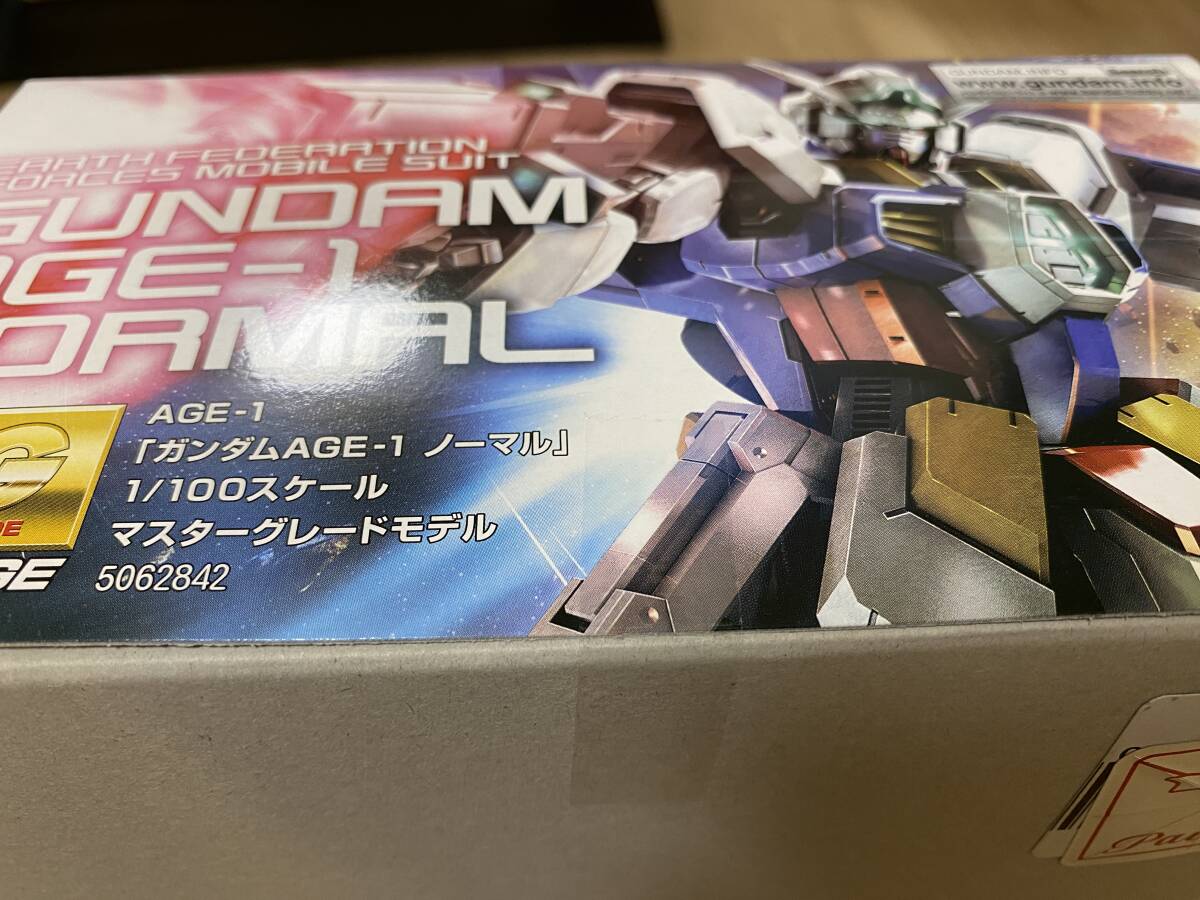 EARTH FEDERATION
FORCES MOBILE SUIT
GUNDAM
AGE-1
NORMAL
AGE-1
「ガンダムAGE-1 ノーマル」
1/100スケール
マスターグレードモデル
5062842
GUNDAM.INFO
www.gundam.info